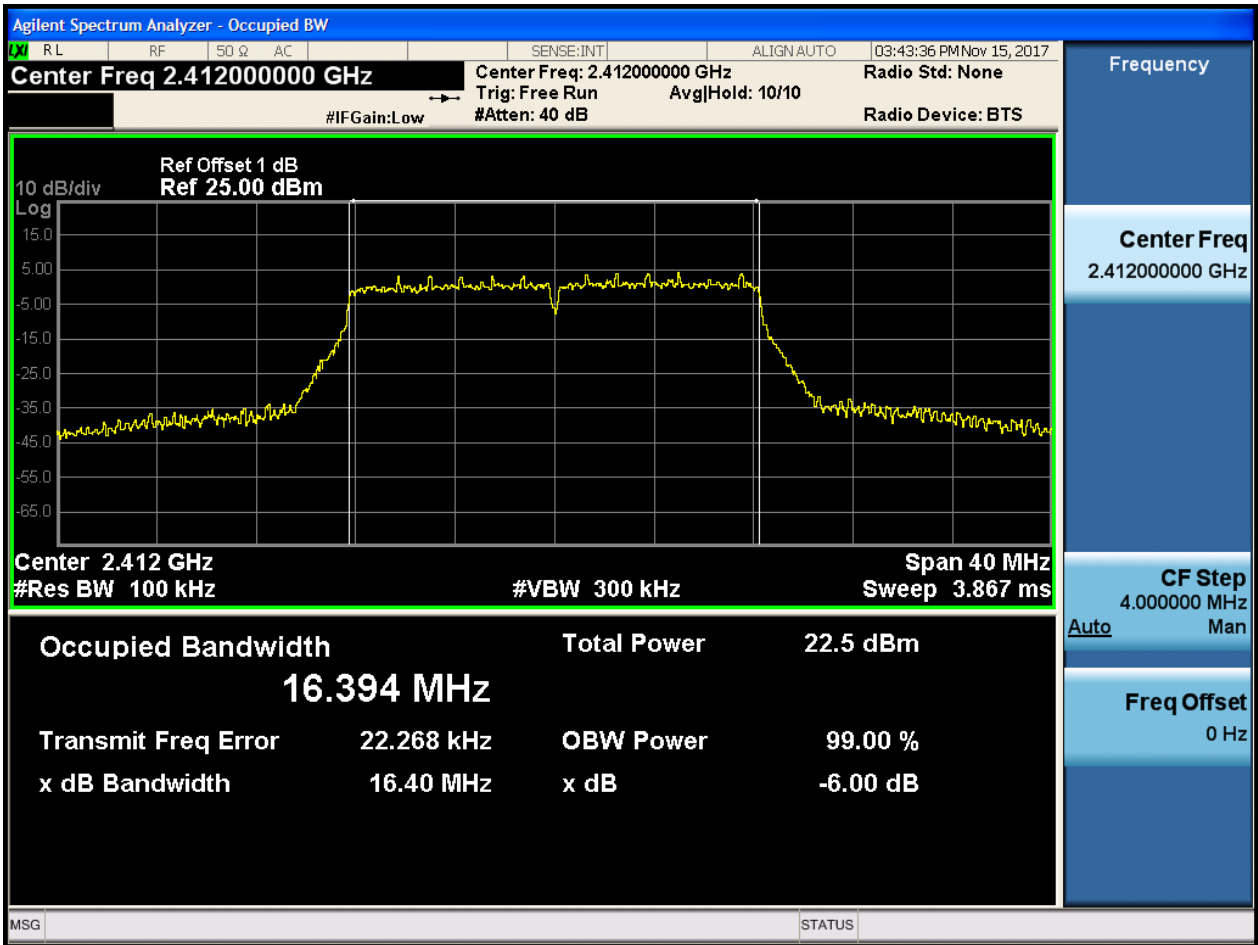 Agilent Spectrum Analyzer - Occupied BW
LXI RL RF 50 Ω AC SENSE:INT ALIGN AUTO 03:43:36 PM Nov 15, 2017
Center Freq 2.412000000 GHz
Center Freq: 2.412000000 GHz
Radio Std: None
Trig: Free Run Avg|Hold: 10/10
#IFGain:Low
#Atten: 40 dB
Radio Device: BTS
Ref Offset 1 dB
10 dB/div Ref 25.00 dBm
Log
15.0
5.00
-5.00
-15.0
-25.0
-35.0
-45.0
-55.0
-65.0
Center 2.412 GHz Span 40 MHz
#Res BW 100 kHz #VBW 300 kHz Sweep 3.867 ms
Occupied Bandwidth Total Power 22.5 dBm
16.394 MHz
Transmit Freq Error 22.268 kHz OBW Power 99.00 %
x dB Bandwidth 16.40 MHz x dB -6.00 dB
Frequency
Center Freq
2.412000000 GHz
CF Step
4.000000 MHz
Auto Man
Freq Offset
0 Hz
MSG STATUS